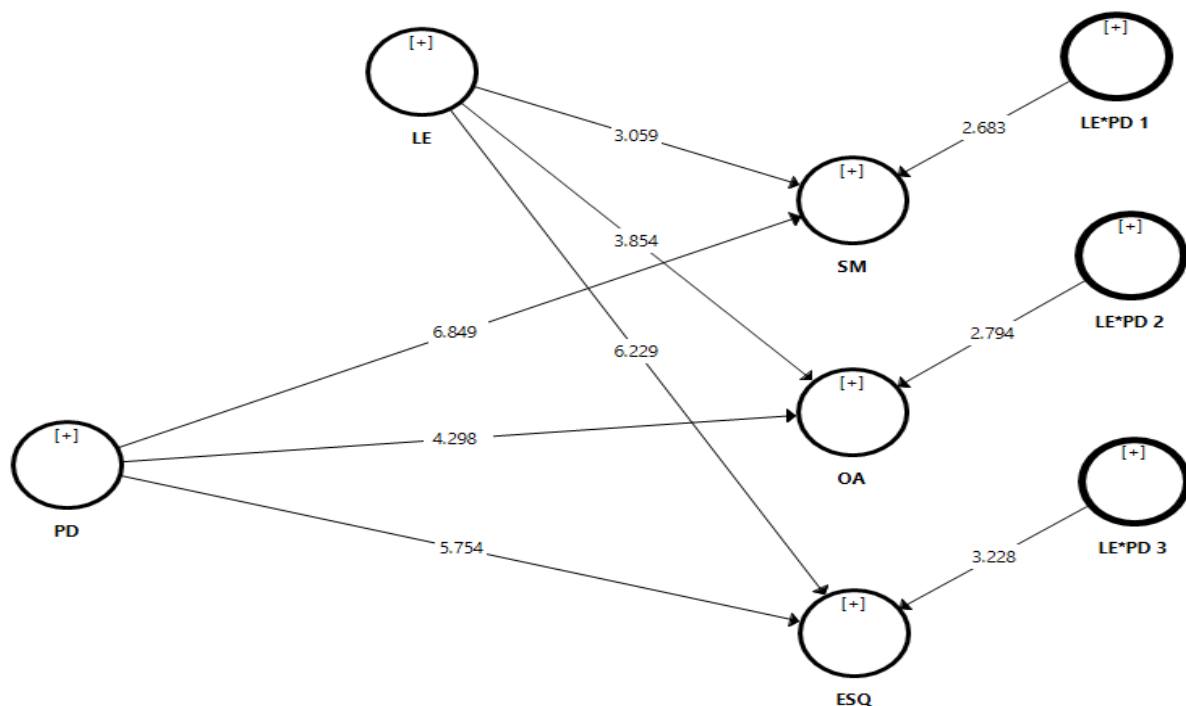 [+]
LE
[+]
LE*PD 1
3.059
2.683
[+]
SM
3.854
[+]
LE*PD 2
6.849
6.229
2.794
[+]
OA
[+]
PD
4.298
[+]
LE*PD 3
5.754
3.228
[+]
ESQ